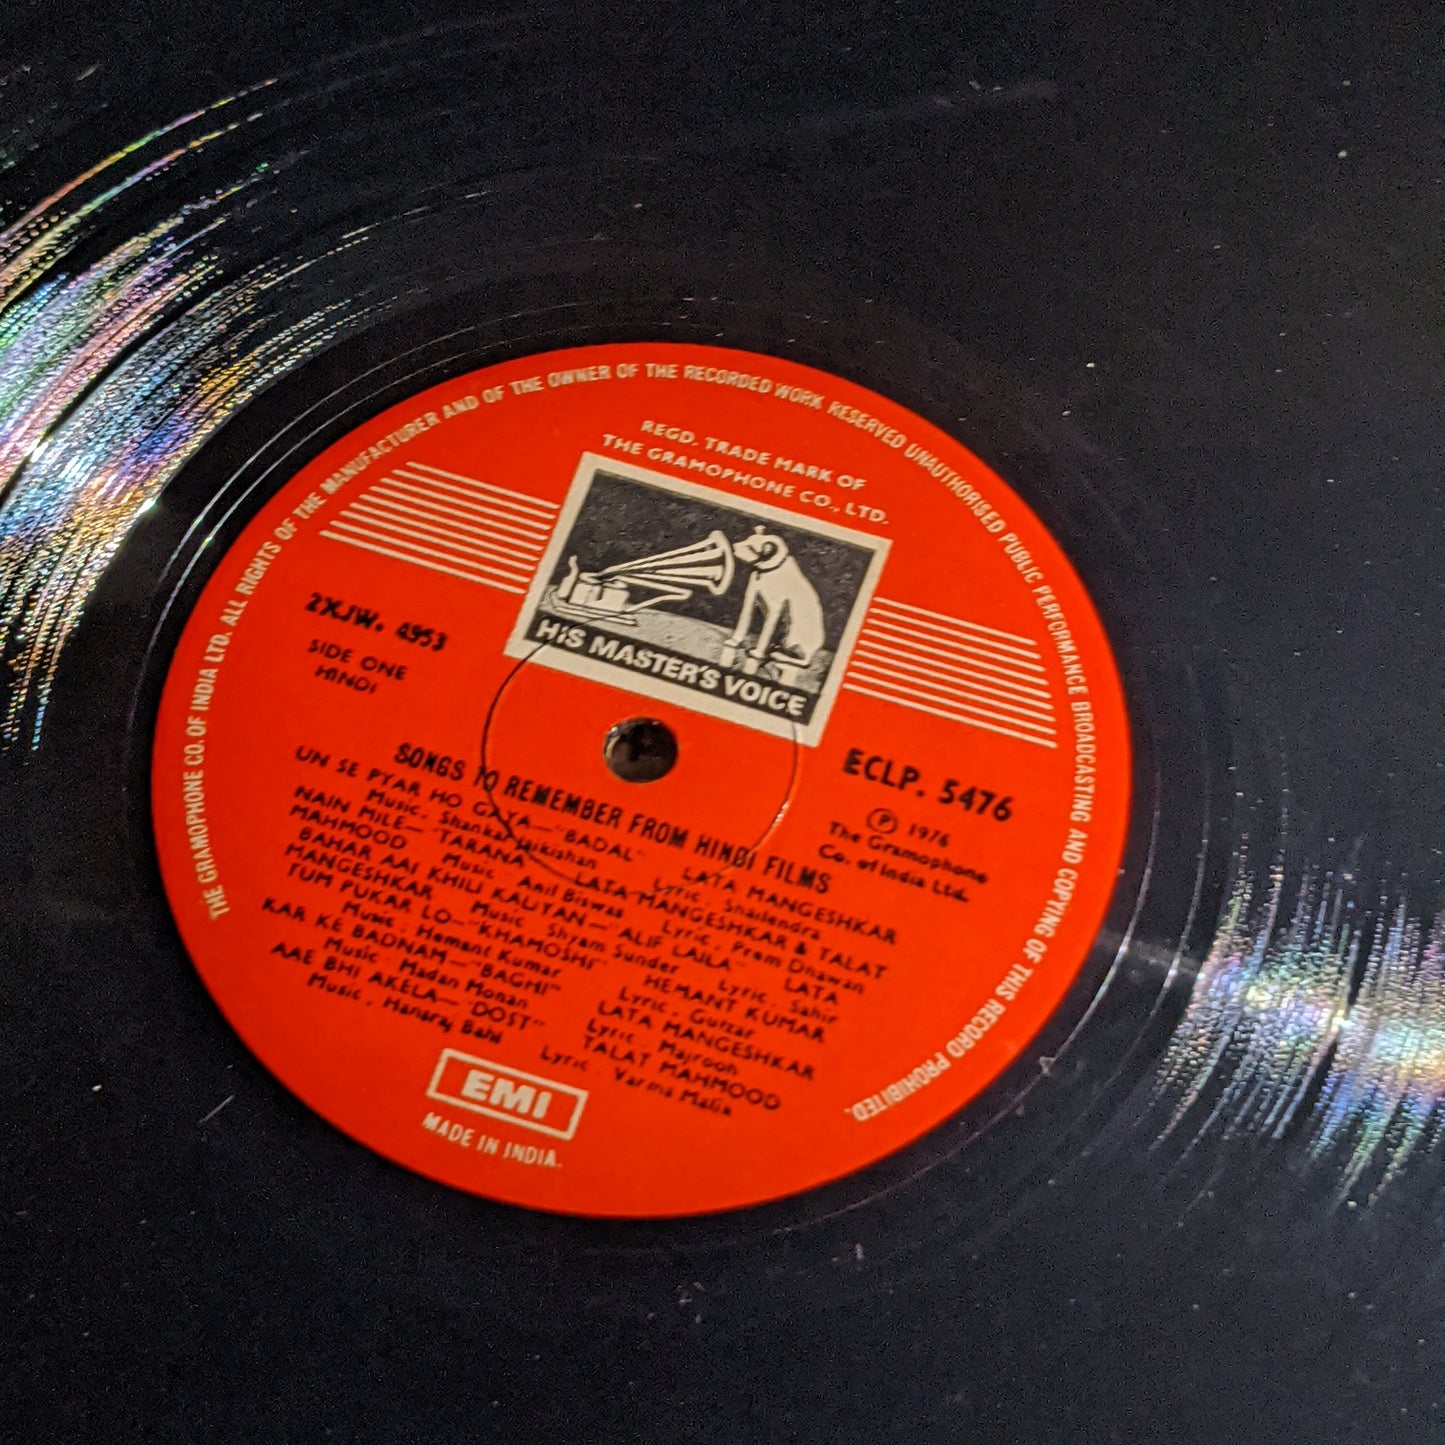 THE GRAMOPHONE CO. OF INDIA LTD. ALL RIGHTS OF THE MANUFACTURER AND OF THE OWNER OF THE RECORDED WORK RESERVED UNAUTHORISED PUBLIC PERFORMANCE BROADCASTING AND COPYING OF THIS RECORD PROHIBITED.
REGD. TRADE MARK OF
THE GRAMOPHONE CO., LTD.
HIS MASTER'S VOICE
2XJW. 4953
SIDE ONE
HINDI
ECLP. 5476
Ⓟ 1976
The Gramophone
Co. of India Ltd.
SONGS TO REMEMBER FROM HINDI FILMS
UN SE PYAR HO GAYA—"BADAL" LATA MANGESHKAR
Music, Shankar Jaikishan Lyric, Shailendra
NAIN MILE—"TARANA" LATA MANGESHKAR & TALAT
MAHMOOD Music, Anil Biswas Lyric, Prem Dhawan
BAHAR AAI KHILI KALIYAN—"ALIF LAILA" LATA
MANGESHKAR Music, Shyam Sunder Lyric, Sahir
TUM PUKAR LO—"KHAMOSHI" HEMANT KUMAR
Music, Hemant Kumar Lyric, Gulzar
KAR KE BADNAM—"BAGHI" LATA MANGESHKAR
Music, Madan Mohan Lyric, Majrooh
AAE BHI AKELA—"DOST" TALAT MAHMOOD
Music, Hansraj Bahl Lyric, Varma Malik
EMI
MADE IN INDIA.